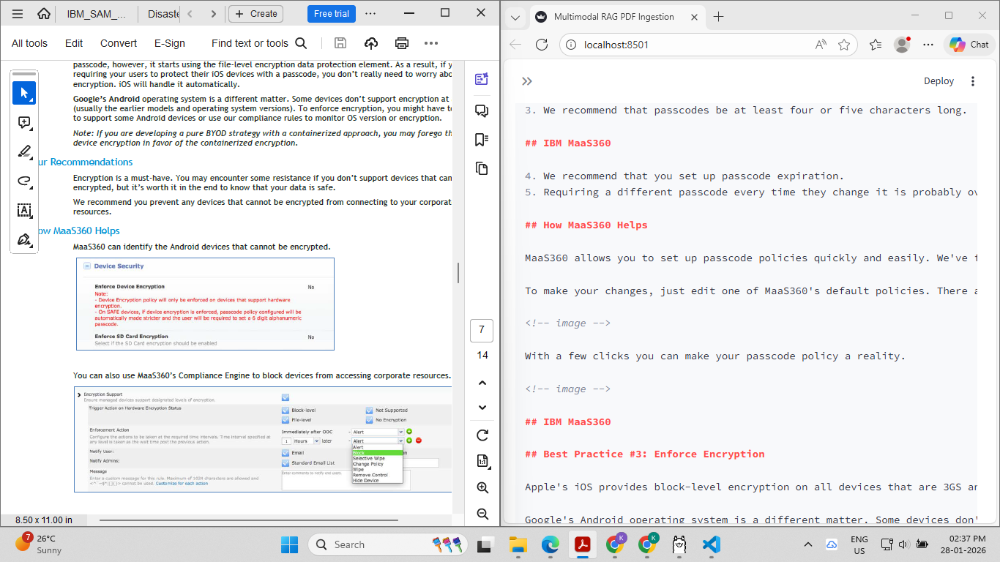 IBM_SAM_...
Disaste
Create
Free trial
All tools
Edit
Convert
E-Sign
Find text or tools
passcode, however, it starts using the file-level encryption data protection element. As a result, if y
requiring your users to protect their iOS devices with a passcode, you don't really need to worry abo
encryption. iOS will handle it automatically.
Google's Android operating system is a different matter. Some devices don't support encryption at
(usually the earlier models and operating system versions). To enforce encryption, you might have to
to support some Android devices or use our compliance rules to monitor OS version or encryption.
Note: If you are developing a pure BYOD strategy with a containerized approach, you may forego th
device encryption in favor of the containerized encryption.
ur Recommendations
Encryption is a must-have. You may encounter some resistance if you don't support devices that can
encrypted, but it's worth it in the end to know that your data is safe.
We recommend you prevent any devices that cannot be encrypted from connecting to your corporat
resources.
ow MaaS360 Helps
MaaS360 can identify the Android devices that cannot be encrypted.
Device Security
Enforce Device Encryption No
Note:
- Device Encryption policy will only be enforced on devices that support hardware
encryption.
- On SAFE devices, if device encryption is enforced, passcode policy configured will be
automatically made stricter and the user will be required to set a 6 digit alphanumeric
passcode.
Enforce SD Card Encryption No
Select if the SD Card encryption should be enabled
You can also use MaaS360's Compliance Engine to block devices from accessing corporate resources.
Encryption Support
Ensure managed devices support designated levels of encryption.
Trigger Action on Hardware Encryption Status
Block-level Not Supported
File-level No Encryption
Enforcement Action Immediately after OOC - Alert
Configure the actions to be taken at the required time intervals. Time interval specified
at any level is taken as the wait time post the previous action.
1 Hours later - Alert
Alert
Block
Selective Wipe
Change Policy
Wipe
Remove Control
Hide Device
Notify User: Email on
Notify Admins: Standard Email List
Message
Enter a custom message for this rule. Maximum of 1024 characters are allowed and
cannot be used. Customize for each action
Enter comments to notify end users.
7
14
1:1
8.50 x 11.00 in
Multimodal RAG PDF Ingestion
localhost:8501
Chat
Deploy
3. We recommend that passcodes be at least four or five characters long.
## IBM MaaS360
4. We recommend that you set up passcode expiration.
5. Requiring a different passcode every time they change it is probably ov
## How MaaS360 Helps
MaaS360 allows you to set up passcode policies quickly and easily. We've f
To make your changes, just edit one of MaaS360's default policies. There a
<!-- image -->
With a few clicks you can make your passcode policy a reality.
<!-- image -->
## IBM MaaS360
## Best Practice #3: Enforce Encryption
Apple's iOS provides block-level encryption on all devices that are 3GS an
Google's Android operating system is a different matter. Some devices don'
7
26°C
Sunny
Search
K
K
ENG
US
02:37 PM
28-01-2026